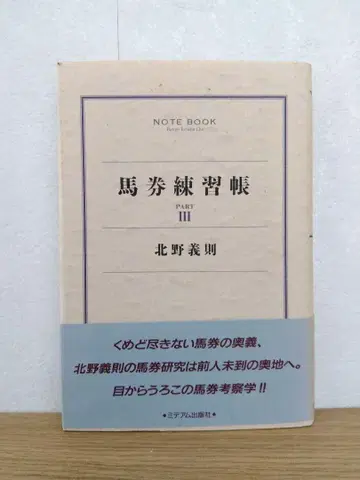 NOTE BOOK
馬券練習帳
PART
III
北野義則
くめど尽きない馬券の奥義、
北野義則の馬券研究は前人未到の奥地へ。
目からうろこの馬券考察学!!
◆ミデアム出版社◆